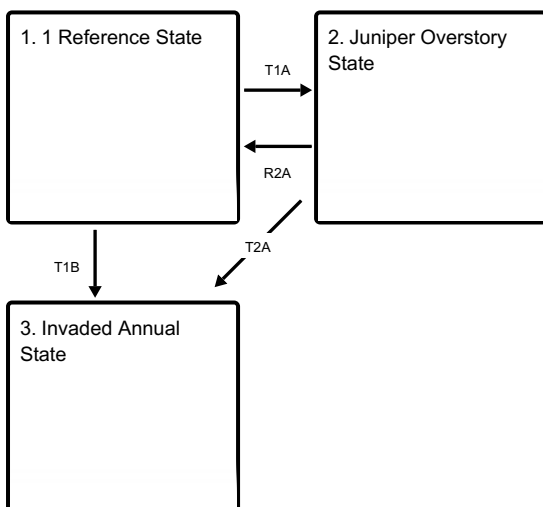 1. 1 Reference State
2. Juniper Overstory
State
T1A
R2A
T1B
T2A
3. Invaded Annual
State